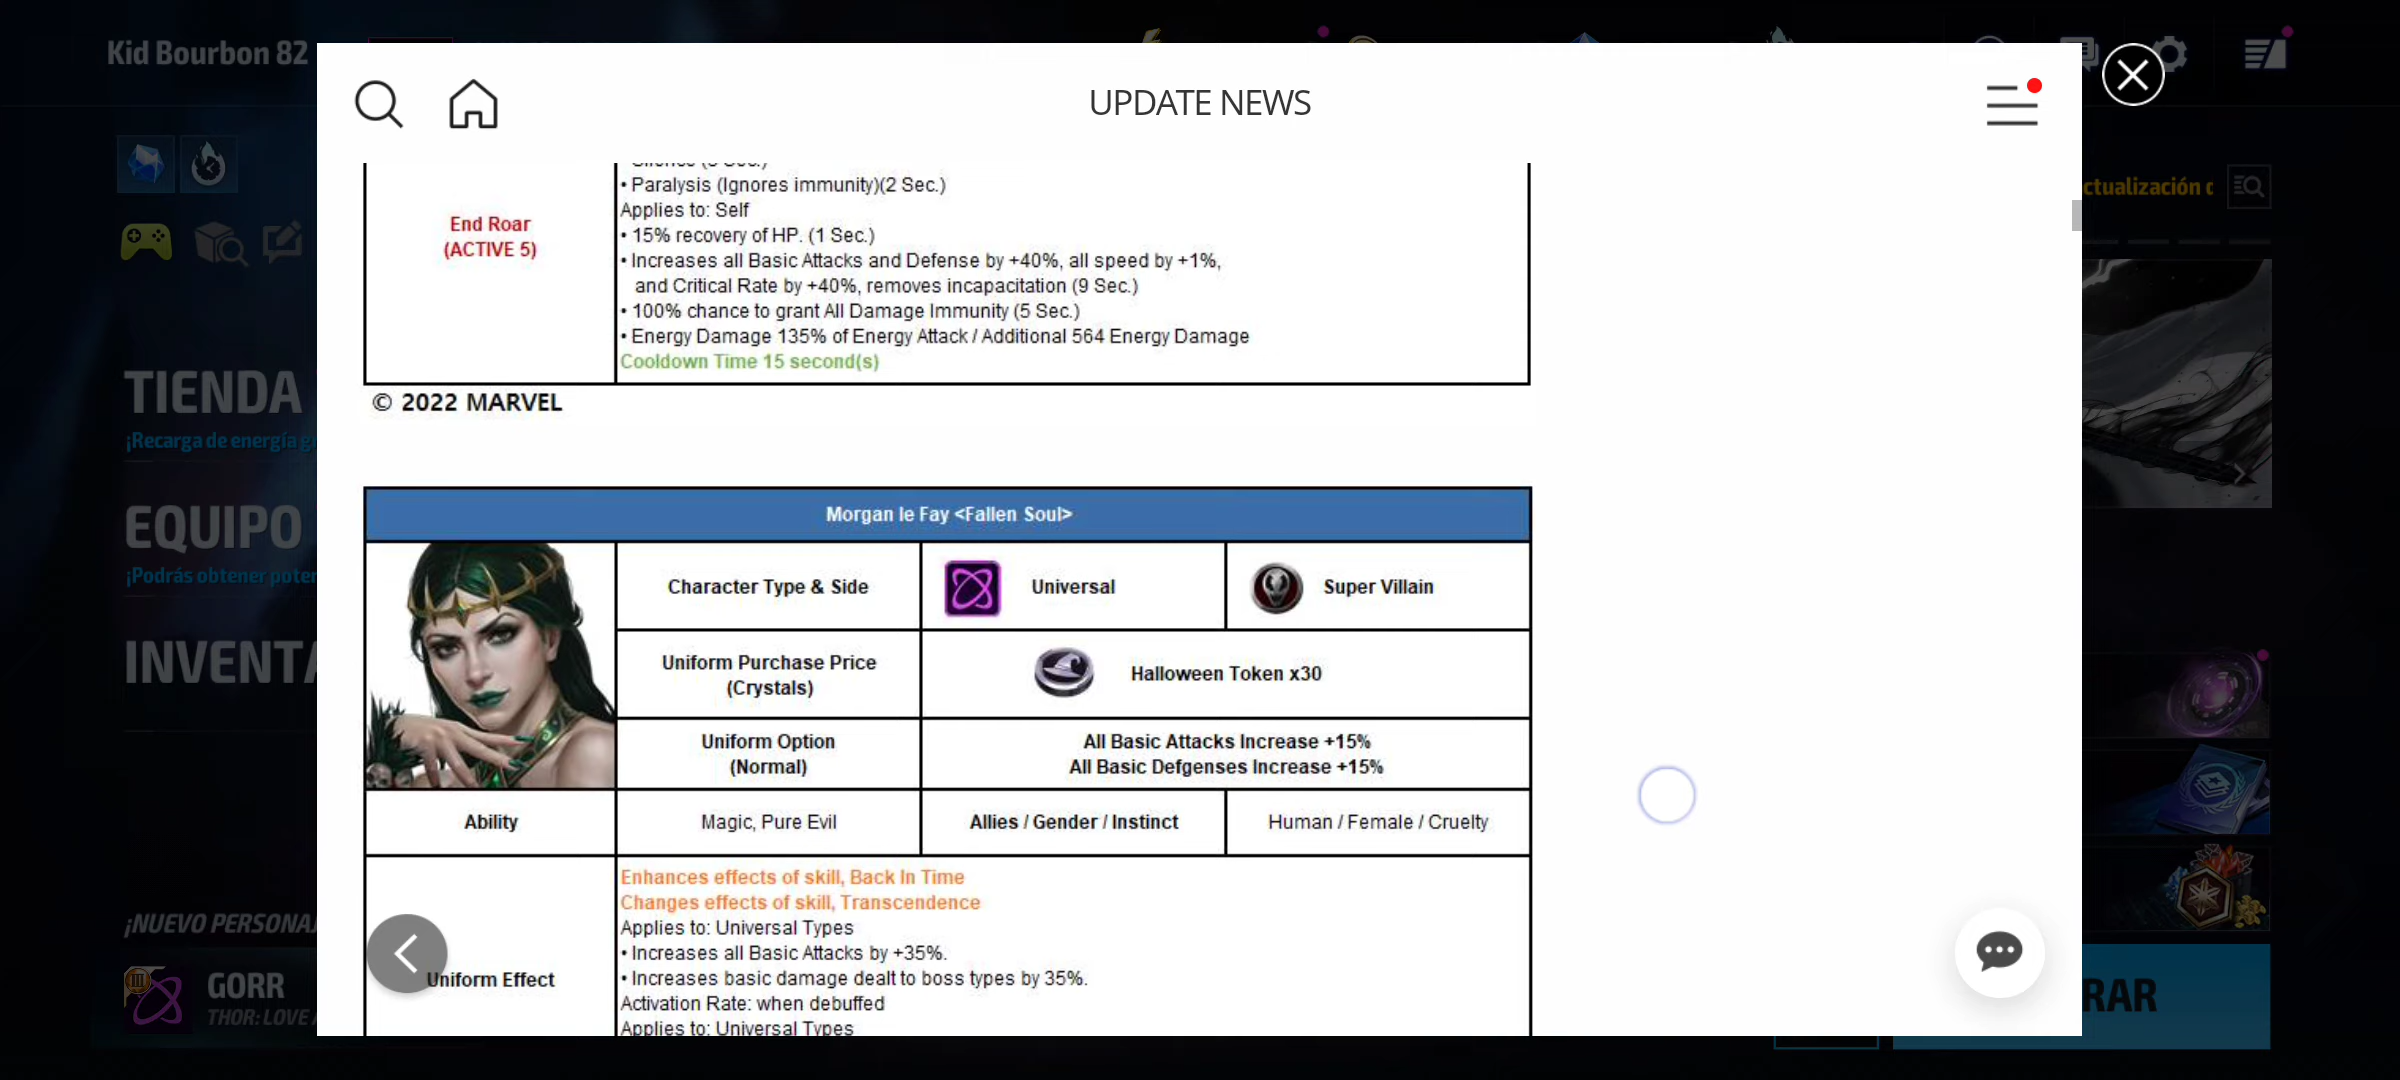 Kid Bourbon 82
UPDATE NEWS
• Paralysis (Ignores immunity)(2 Sec.)
End Roar
(ACTIVE 5)
Applies to: Self
• 15% recovery of HP. (1 Sec.)
• Increases all Basic Attacks and Defense by +40%, all speed by +1%,
and Critical Rate by +40%, removes incapacitation (9 Sec.)
• 100% chance to grant All Damage Immunity (5 Sec.)
• Energy Damage 135% of Energy Attack / Additional 564 Energy Damage
Cooldown Time 15 second(s)
© 2022 MARVEL
Morgan le Fay <Fallen Soul>
Character Type & Side
Universal
Super Villain
Uniform Purchase Price
(Crystals)
Halloween Token x30
Uniform Option
(Normal)
All Basic Attacks Increase +15%
All Basic Defgenses Increase +15%
Ability
Magic, Pure Evil
Allies / Gender / Instinct
Human / Female / Cruelty
Uniform Effect
Enhances effects of skill, Back In Time
Changes effects of skill, Transcendence
Applies to: Universal Types
• Increases all Basic Attacks by +35%.
• Increases basic damage dealt to boss types by 35%.
Activation Rate: when debuffed
Applies to: Universal Types
TIENDA
¡Recarga de energía
EQUIPO
¡Podrás obtener
INVENTA
¡NUEVO PERSONAJ
GORR
THOR: LOVE
ctualización
RAR